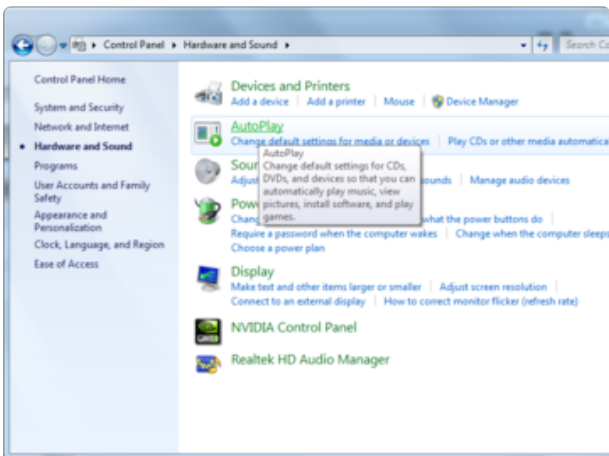 Control Panel ▸ Hardware and Sound ▸
Search Co
Control Panel Home
System and Security
Network and Internet
Hardware and Sound
Programs
User Accounts and Family
Safety
Appearance and
Personalization
Clock, Language, and Region
Ease of Access
Devices and Printers
Add a device | Add a printer | Mouse | Device Manager
AutoPlay
Change default settings for media or devices | Play CDs or other media automatica
AutoPlay
Change default settings for CDs,
DVDs, and devices so that you can
automatically play music, view
pictures, install software, and play
games.
Soun
Adjust
ounds | Manage audio devices
Pow
Chang
what the power buttons do
Require a password when the computer wakes | Change when the computer sleeps
Choose a power plan
Display
Make text and other items larger or smaller | Adjust screen resolution
Connect to an external display | How to correct monitor flicker (refresh rate)
NVIDIA Control Panel
Realtek HD Audio Manager